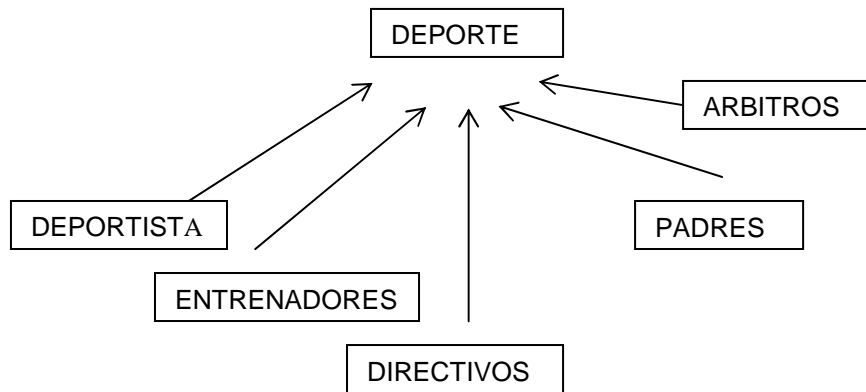 DEPORTE
ARBITROS
DEPORTISTA
PADRES
ENTRENADORES
DIRECTIVOS